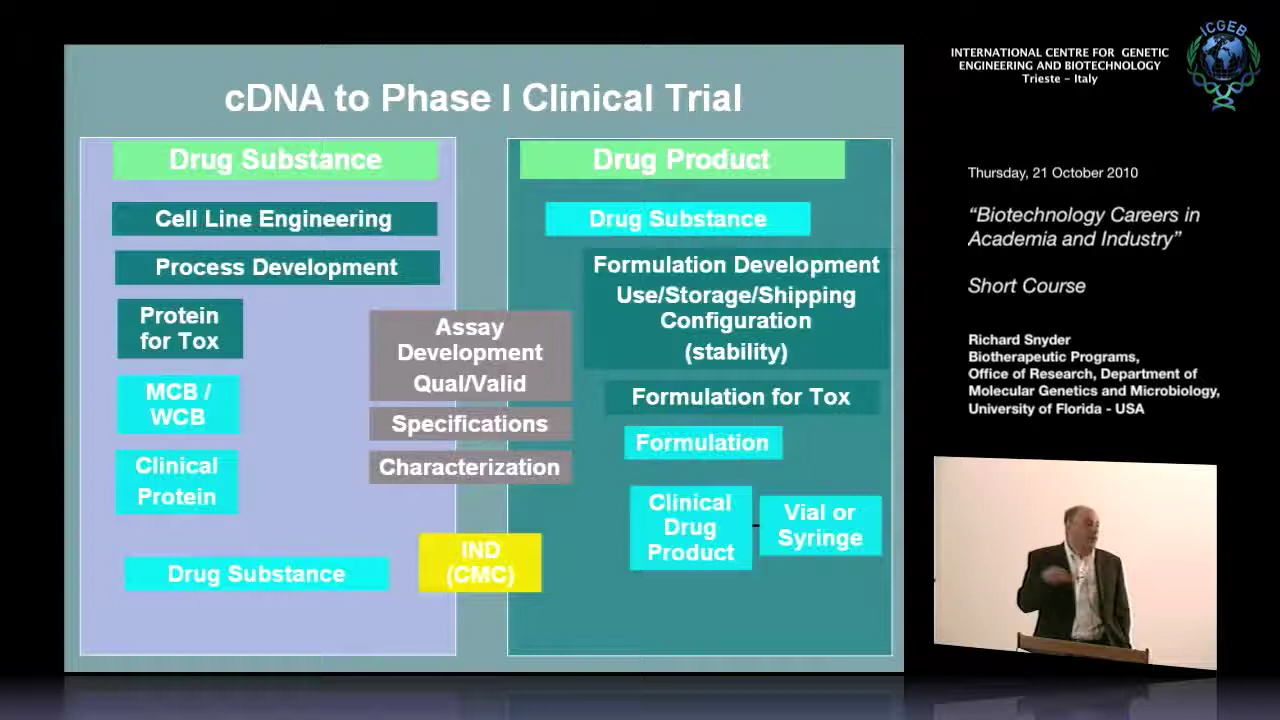 cDNA to Phase I Clinical Trial
Drug Substance
Cell Line Engineering
Process Development
Protein
for Tox
MCB /
WCB
Clinical
Protein
Drug Substance
Assay
Development
Qual/Valid
Specifications
Characterization
IND
(CMC)
Drug Product
Drug Substance
Formulation Development
Use/Storage/Shipping
Configuration
(stability)
Formulation for Tox
Formulation
Clinical
Drug
Product
Vial or
Syringe
INTERNATIONAL CENTRE FOR GENETIC
ENGINEERING AND BIOTECHNOLOGY
Trieste - Italy
ICGEB
Thursday, 21 October 2010
“Biotechnology Careers in
Academia and Industry”
Short Course
Richard Snyder
Biotherapeutic Programs,
Office of Research, Department of
Molecular Genetics and Microbiology,
University of Florida - USA